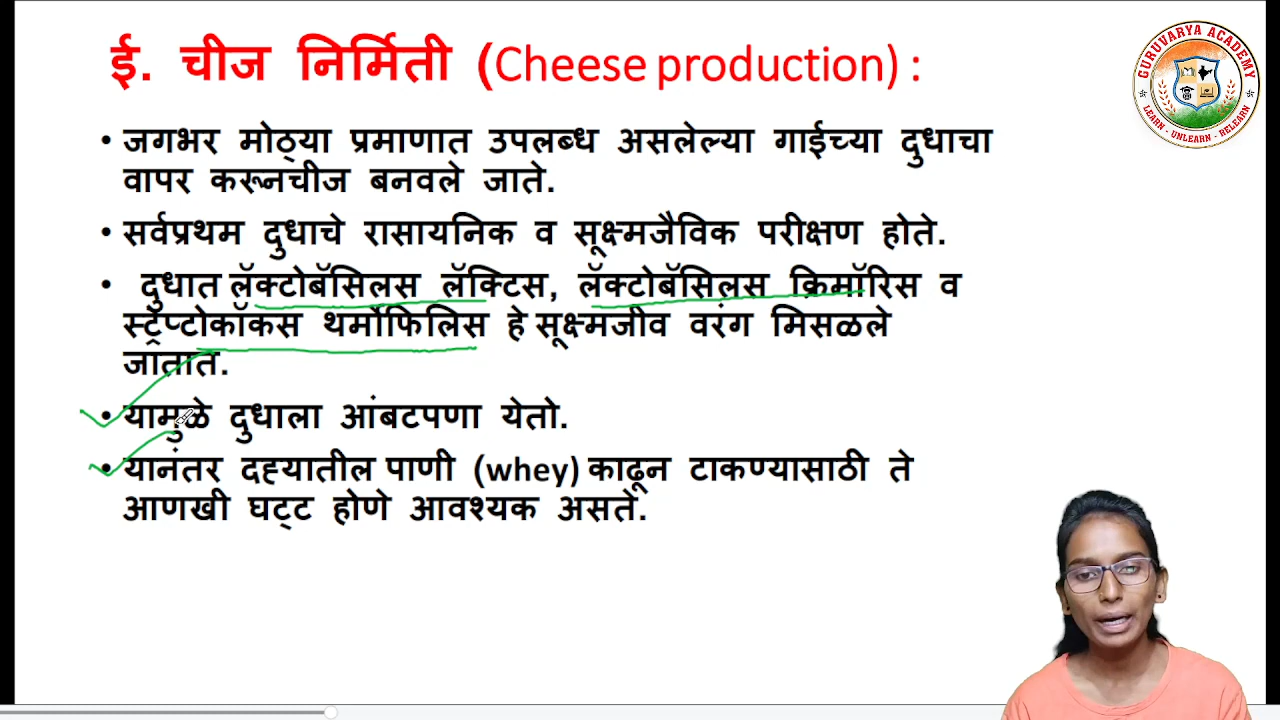 ई. चीज निर्मिती (Cheese production) :
GURUVARYA ACADEMY
LEARN - UNLEARN - RELEARN
• जगभर मोठ्या प्रमाणात उपलब्ध असलेल्या गाईच्या दुधाचा
वापर करूनचीज बनवले जाते.
• सर्वप्रथम दुधाचे रासायनिक व सूक्ष्मजैविक परीक्षण होते.
• दुधात लॅक्टोबॅसिलस लॅक्टिस, लॅक्टोबॅसिलस क्रिमॉरिस व
स्ट्रेप्टोकॉकस थर्मोफिलिस हे सूक्ष्मजीव वरंग मिसळले
जातात.
• यामुळे दुधाला आंबटपणा येतो.
• यानंतर दह्यातील पाणी (whey) काढून टाकण्यासाठी ते
आणखी घट्ट होणे आवश्यक असते.